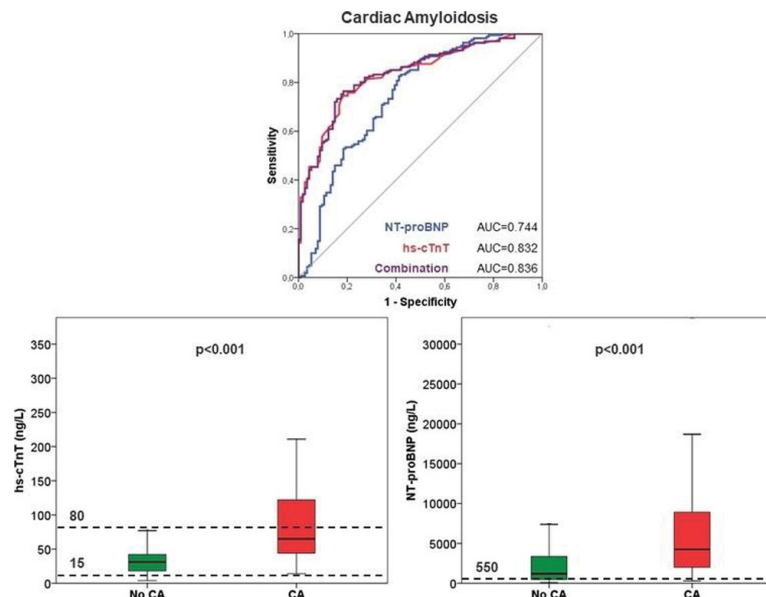 Cardiac Amyloidosis
Sensitivity
1,0
0,8
0,6
0,4
0,2
0,0
NT-proBNP AUC=0.744
hs-cTnT AUC=0.832
Combination AUC=0.836
0,0 0,2 0,4 0,6 0,8 1,0
1 - Specificity
hs-cTnT (ng/L)
350
300
250
200
150
100
50
0
p<0.001
80
15
No CA CA
NT-proBNP (ng/L)
30000
25000
20000
15000
10000
5000
0
p<0.001
550
No CA CA